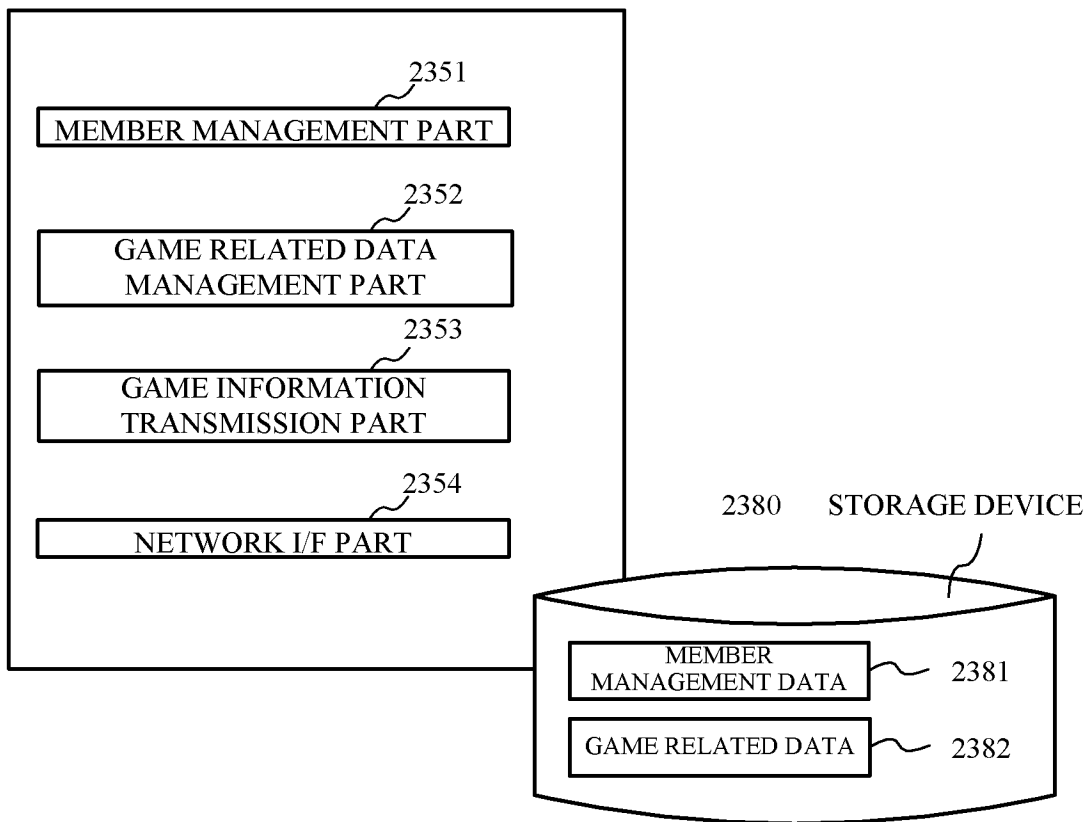 2351
MEMBER MANAGEMENT PART
2352
GAME RELATED DATA
MANAGEMENT PART
2353
GAME INFORMATION
TRANSMISSION PART
2354
NETWORK I/F PART
2380 STORAGE DEVICE
MEMBER
MANAGEMENT DATA
2381
GAME RELATED DATA
2382